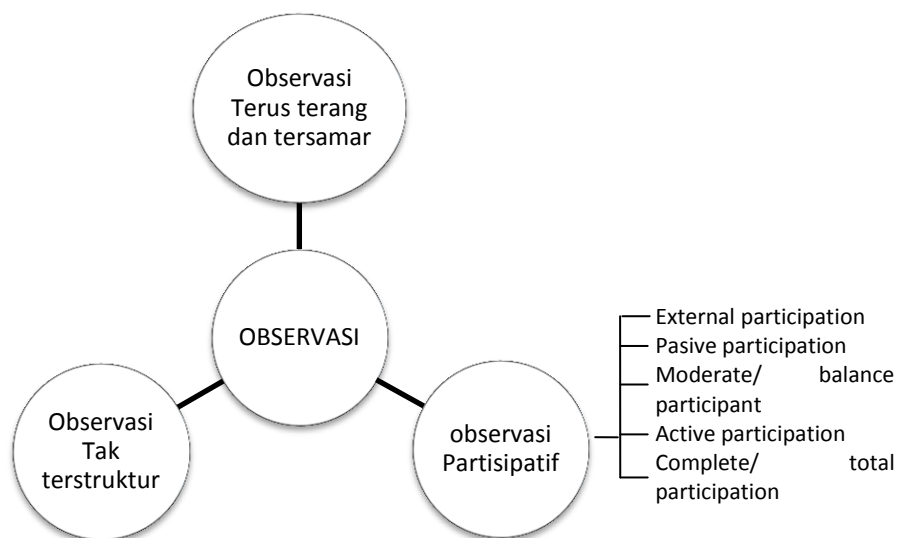 Observasi
Terus terang
dan tersamar
OBSERVASI
Observasi
Tak
terstruktur
observasi
Partisipatif
External participation
Pasive participation
Moderate/ balance
participant
Active participation
Complete/ total
participation